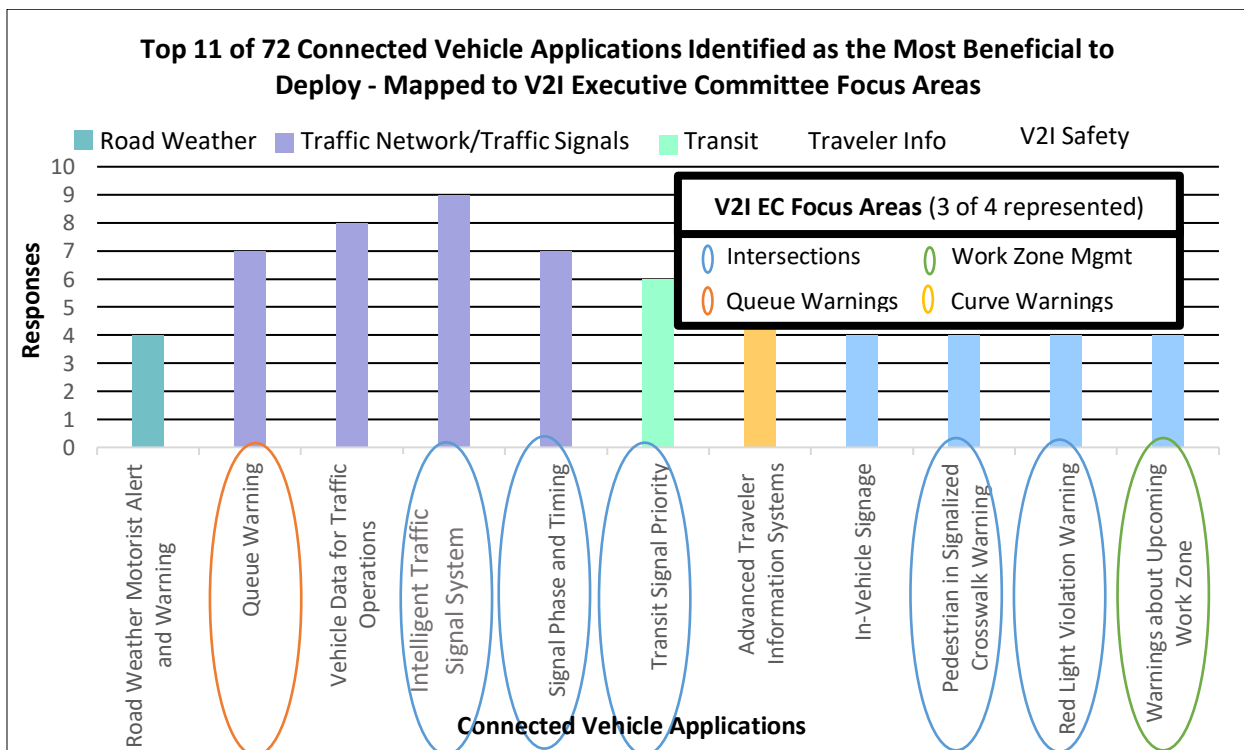 Top 11 of 72 Connected Vehicle Applications Identified as the Most Beneficial to
Deploy - Mapped to V2I Executive Committee Focus Areas
Road Weather
Traffic Network/Traffic Signals
Transit
Traveler Info
V2I Safety
10
9
8
7
6
5
4
3
2
1
0
Responses
V2I EC Focus Areas (3 of 4 represented)
Intersections
Work Zone Mgmt
Queue Warnings
Curve Warnings
Road Weather Motorist Alert
and Warning
Queue Warning
Vehicle Data for Traffic
Operations
Intelligent Traffic
Signal System
Signal Phase and Timing
Transit Signal Priority
Advanced Traveler
Information Systems
In-Vehicle Signage
Pedestrian in Signalized
Crosswalk Warning
Red Light Violation Warning
Warnings about Upcoming
Work Zone
Connected Vehicle Applications